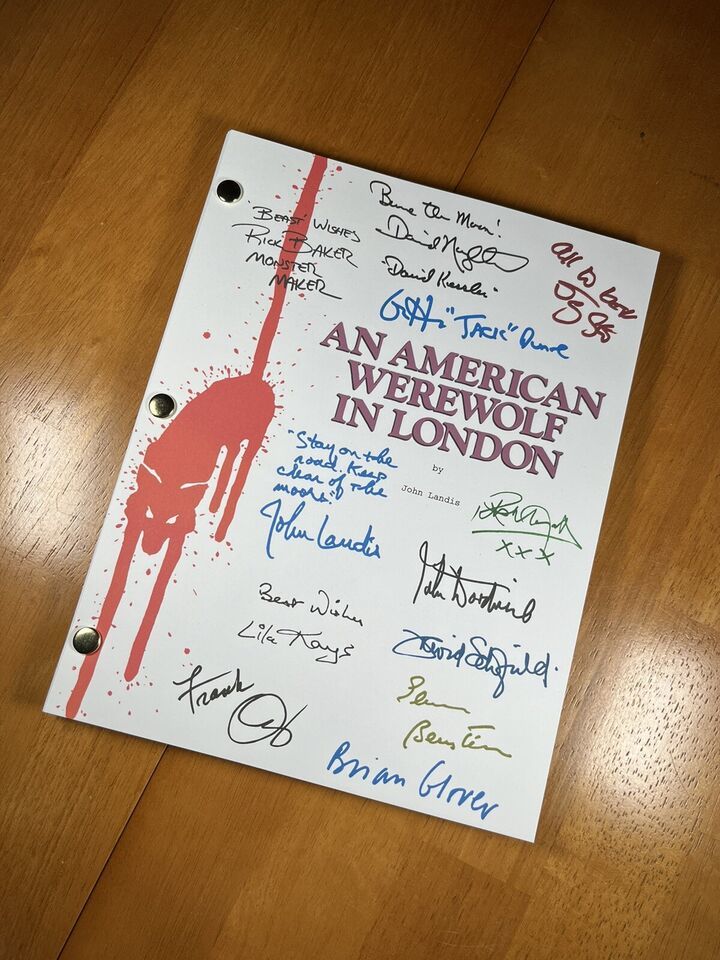 "BEAST" WISHES
RICK BAKER
MONSTER
MAKER
Beware the Moon!
David Naughton
"David Kessler"
"JACK" Dunne
AN AMERICAN
WEREWOLF
IN LONDON
by
John Landis
"Stay on the
road. Keep
clear of the
moors."
John Landis
xxx
John Woodvine
Best Wishes
Lila Kaye
David Schofield
Frank Oz
Elmer
Bernstein
Brian Glover